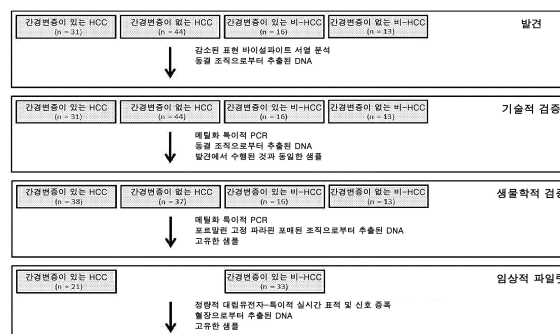 간경변증이 있는 HCC 간경변증이 없는 HCC 간경변증이 있는 비-HCC 간경변증이 없는 비-HCC 발견
(n = 31) (n = 44) (n = 16) (n = 13)
감소된 표현 바이설파이트 서열 분석
동결 조직으로부터 추출된 DNA
간경변증이 있는 HCC 간경변증이 없는 HCC 간경변증이 있는 비-HCC 간경변증이 없는 비-HCC 기술적 검증
(n = 31) (n = 44) (n = 16) (n = 13)
메틸화 특이적 PCR
동결 조직으로부터 추출된 DNA
발견에서 수행된 것과 동일한 샘플
간경변증이 있는 HCC 간경변증이 없는 HCC 간경변증이 있는 비-HCC 간경변증이 없는 비-HCC 생물학적 검증
(n = 38) (n = 37) (n = 16) (n = 13)
메틸화 특이적 PCR
포르말린 고정 파라핀 포매된 조직으로부터 추출된 DNA
고유한 샘플
간경변증이 있는 HCC 간경변증이 있는 비-HCC 임상적 파일럿
(n = 21) (n = 33)
정량적 대립유전자-특이적 실시간 표적 및 신호 증폭
혈장으로부터 추출된 DNA
고유한 샘플